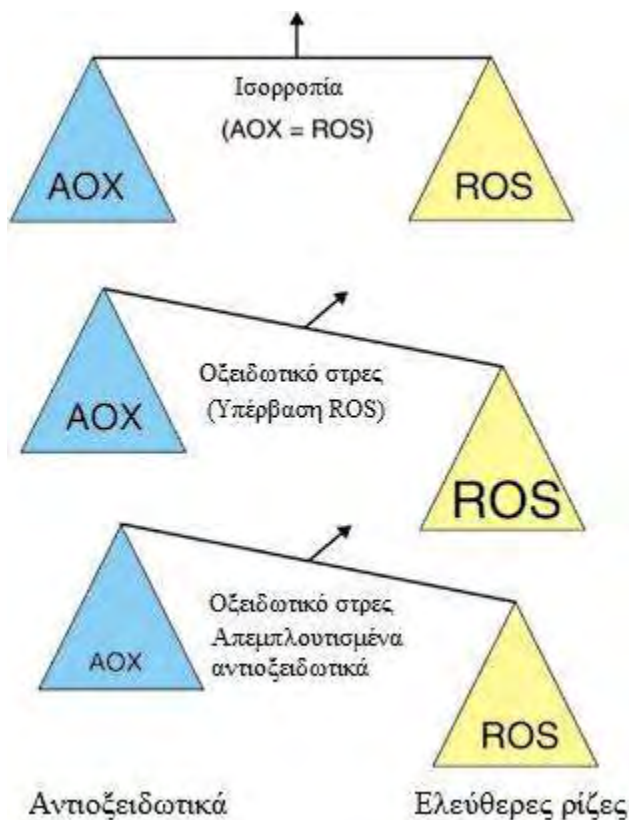 Ισορροπία
(AOX = ROS)
AOX
ROS
Οξειδωτικό στρες
(Υπέρβαση ROS)
AOX
ROS
Οξειδωτικό στρες
Απεμπλουτισμένα
αντιοξειδωτικά
AOX
ROS
Αντιοξειδωτικά
Ελεύθερες ρίζες